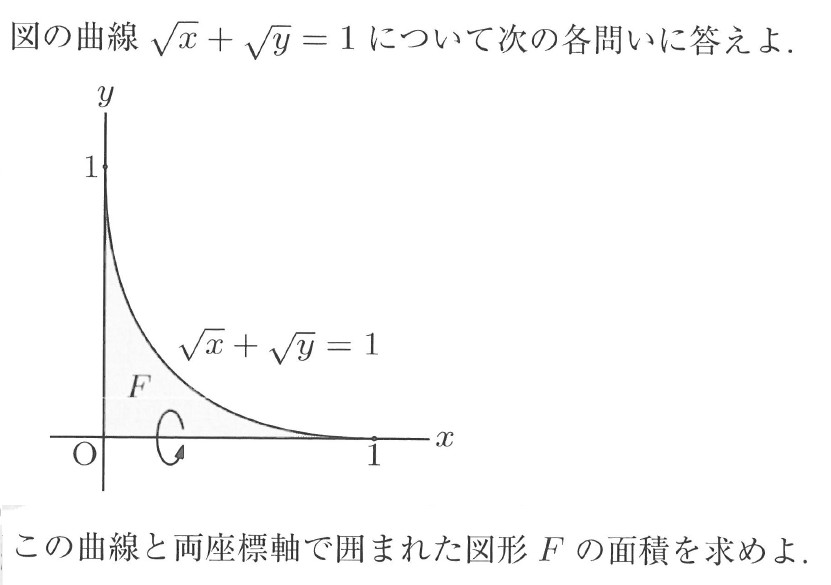 図の曲線 √x + √y = 1 について次の各問いに答えよ.
y
1
√x + √y = 1
F
O
1
x
この曲線と両座標軸で囲まれた図形 F の面積を求めよ.